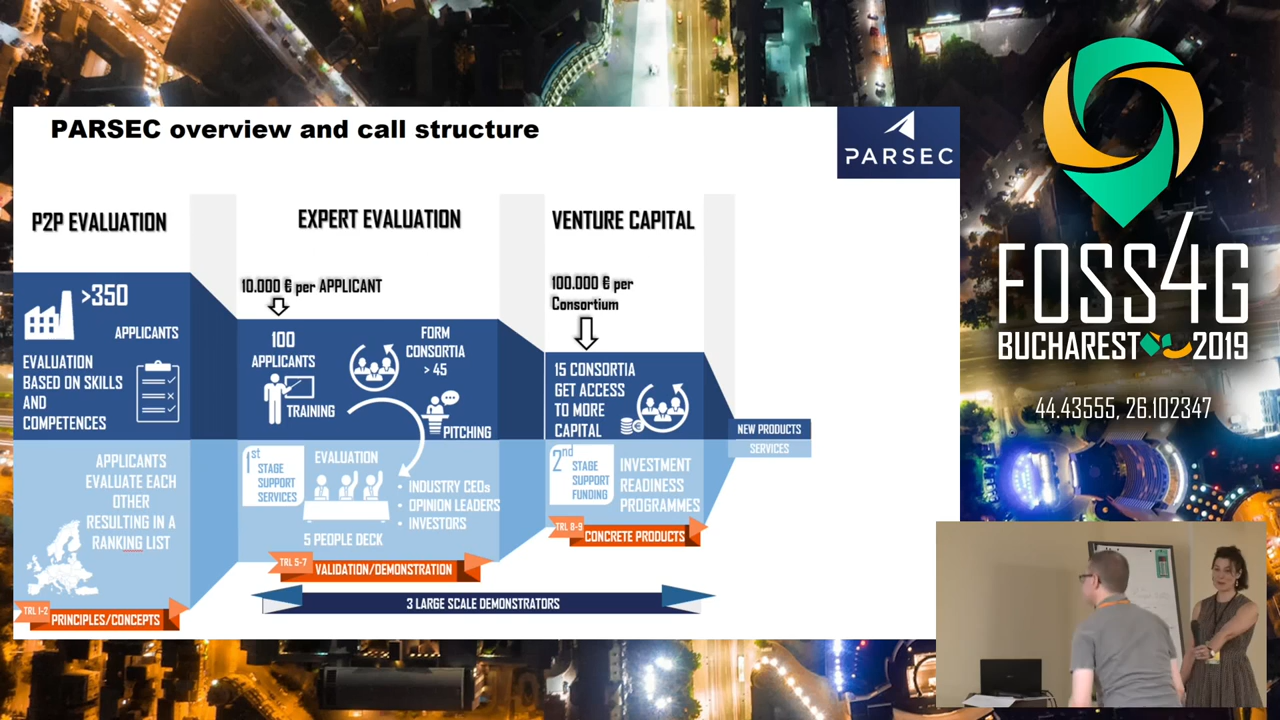 PARSEC overview and call structure
PARSEC
P2P EVALUATION
EXPERT EVALUATION
VENTURE CAPITAL
>350
APPLICANTS
EVALUATION
BASED ON SKILLS
AND
COMPETENCES
APPLICANTS
EVALUATE EACH
OTHER
RESULTING IN A
RANKING LIST
TRL 1-2
PRINCIPLES/CONCEPTS
10.000 € per APPLICANT
100
APPLICANTS
TRAINING
FORM
CONSORTIA
> 45
PITCHING
1st
STAGE
SUPPORT
SERVICES
EVALUATION
5 PEOPLE DECK
• INDUSTRY CEOs
• OPINION LEADERS
• INVESTORS
TRL 5-7
VALIDATION/DEMONSTRATION
100.000 € per
Consortium
15 CONSORTIA
GET ACCESS
TO MORE
CAPITAL
2nd
STAGE
SUPPORT
FUNDING
INVESTMENT
READINESS
PROGRAMMES
TRL 8-9
CONCRETE PRODUCTS
NEW PRODUCTS
SERVICES
3 LARGE SCALE DEMONSTRATORS
FOSS4G
BUCHAREST 2019
44.43555, 26.102347